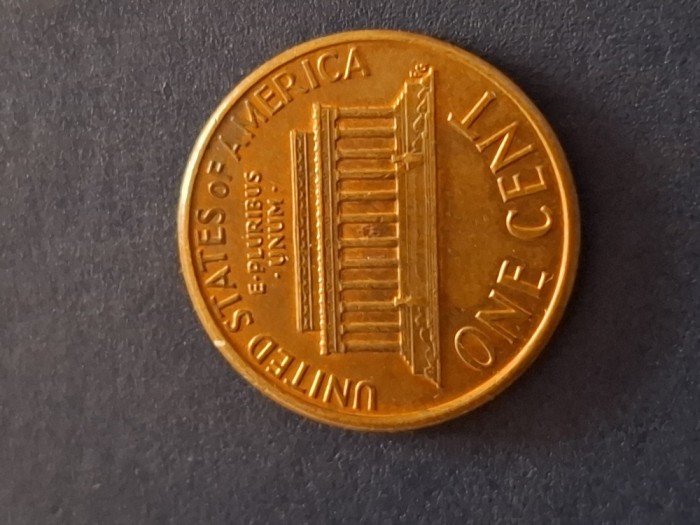 UNITED STATES OF AMERICA
E·PLURIBUS
·UNUM·
ONE CENT